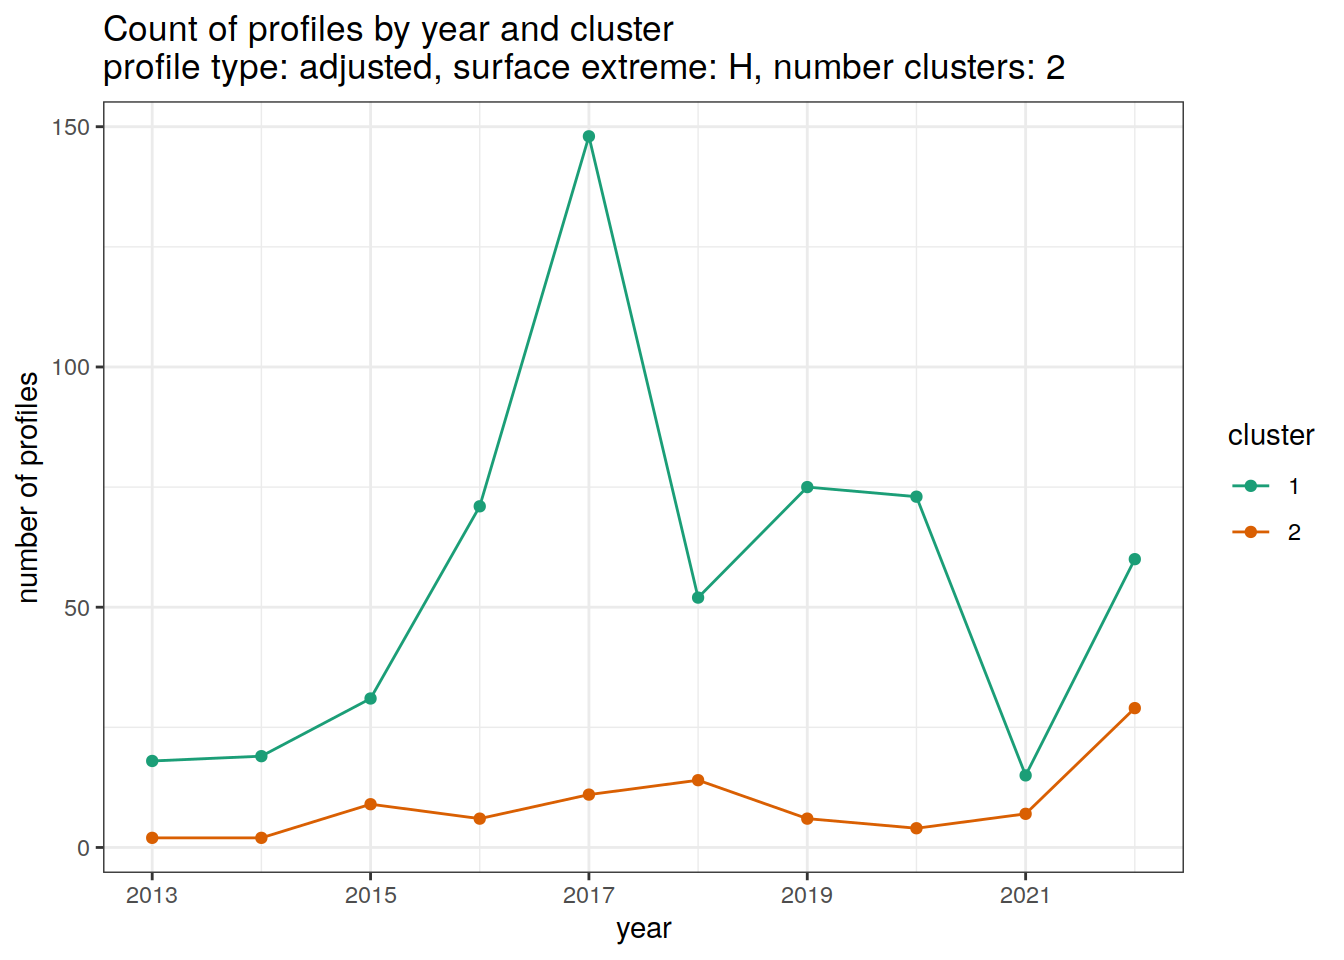 Count of profiles by year and cluster
profile type: adjusted, surface extreme: H, number clusters: 2
150
100
50
0
number of profiles
2013
2015
2017
2019
2021
year
cluster
1
2